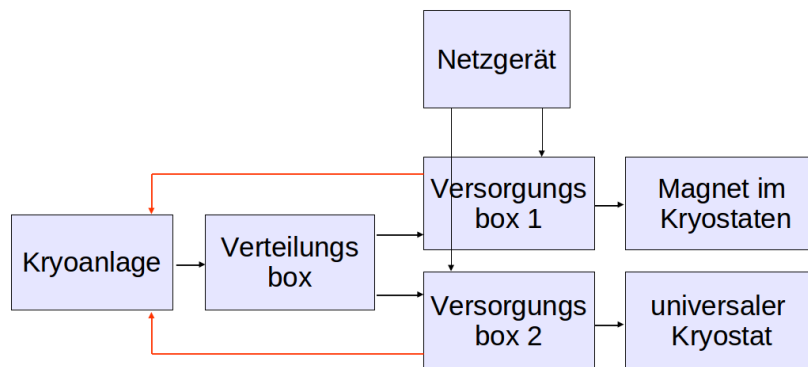 Netzgerät
Versorgungs
box 1
Magnet im
Kryostaten
Kryoanlage
Verteilungs
box
Versorgungs
box 2
universaler
Kryostat